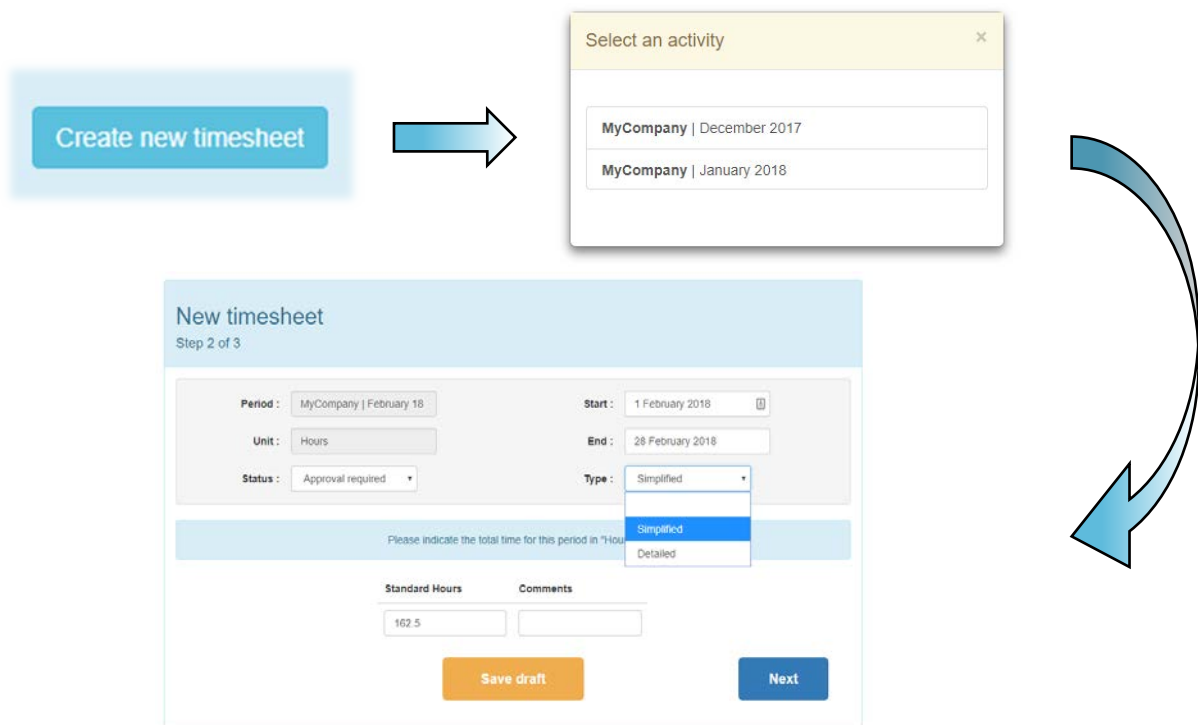 Create new timesheet
Select an activity ×
MyCompany | December 2017
MyCompany | January 2018
New timesheet
Step 2 of 3
Period : MyCompany | February 18 Start : 1 February 2018
Unit : Hours End : 28 February 2018
Status : Approval required Type : Simplified
Simplified
Please indicate the total time for this period in "Hou
Detailed
Standard Hours Comments
162.5
Save draft Next